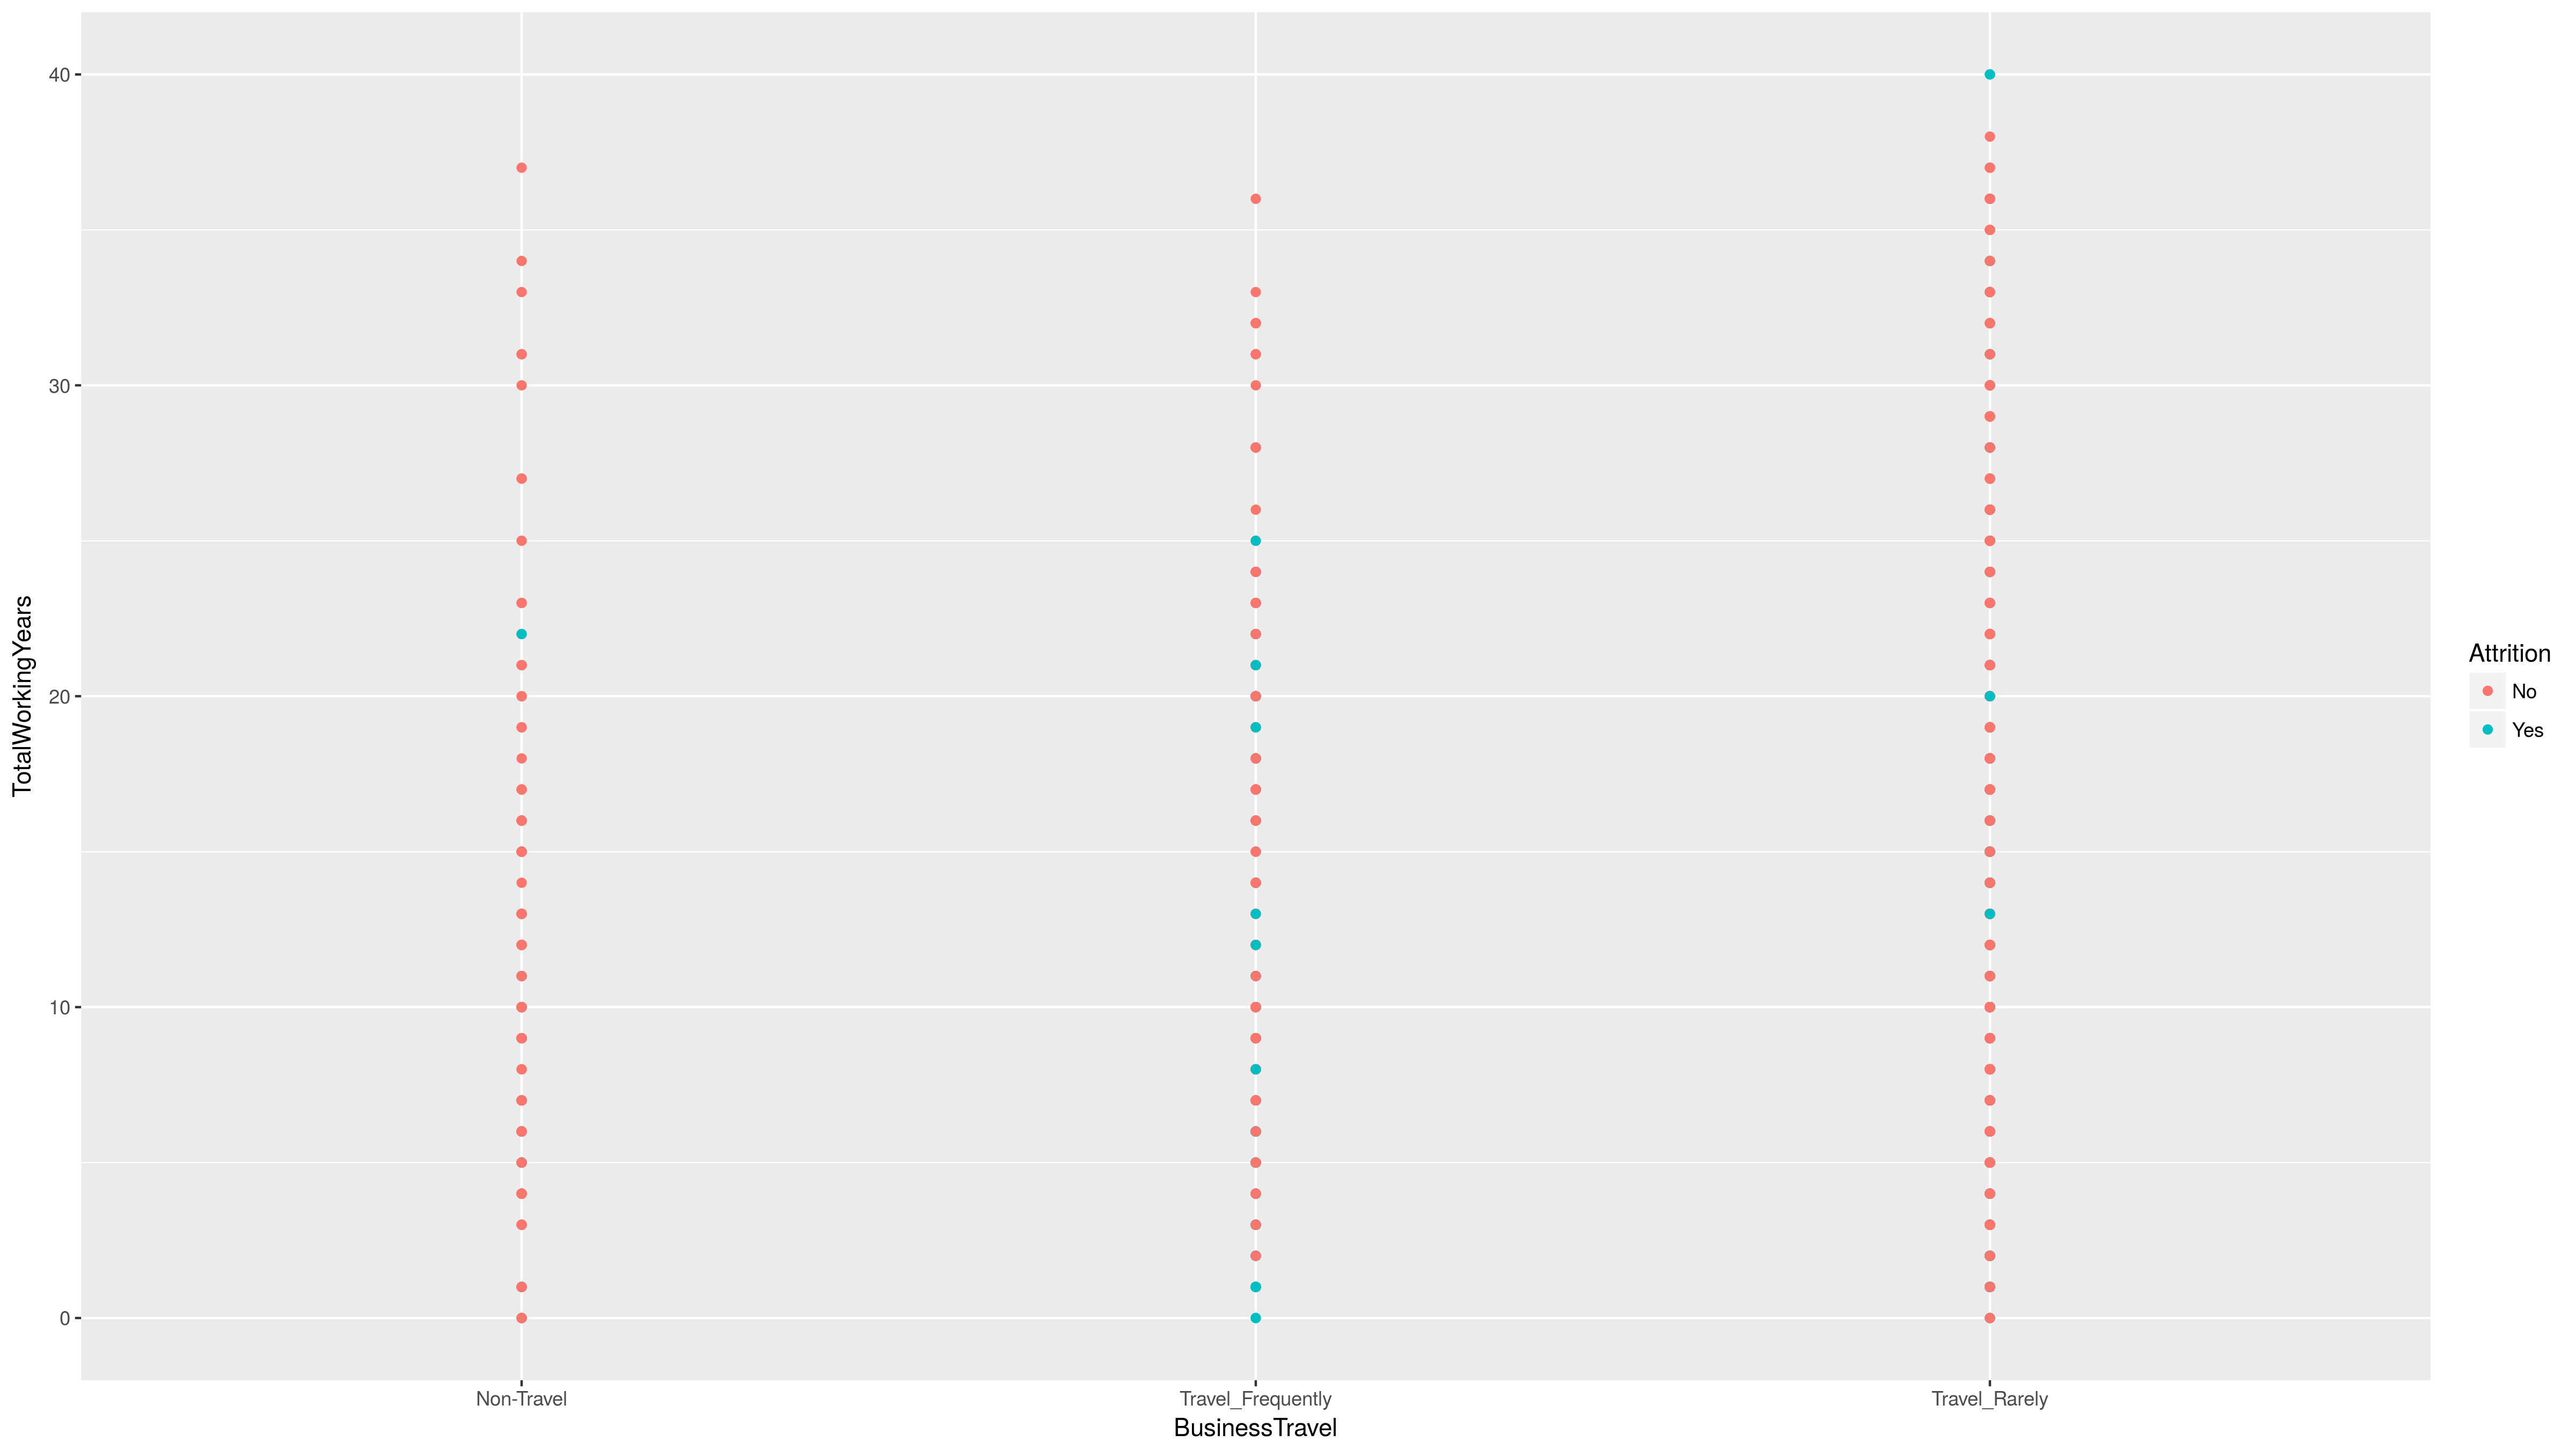 40
30
20
10
0
TotalWorkingYears
Non-Travel
Travel_Frequently
Travel_Rarely
BusinessTravel
Attrition
No
Yes